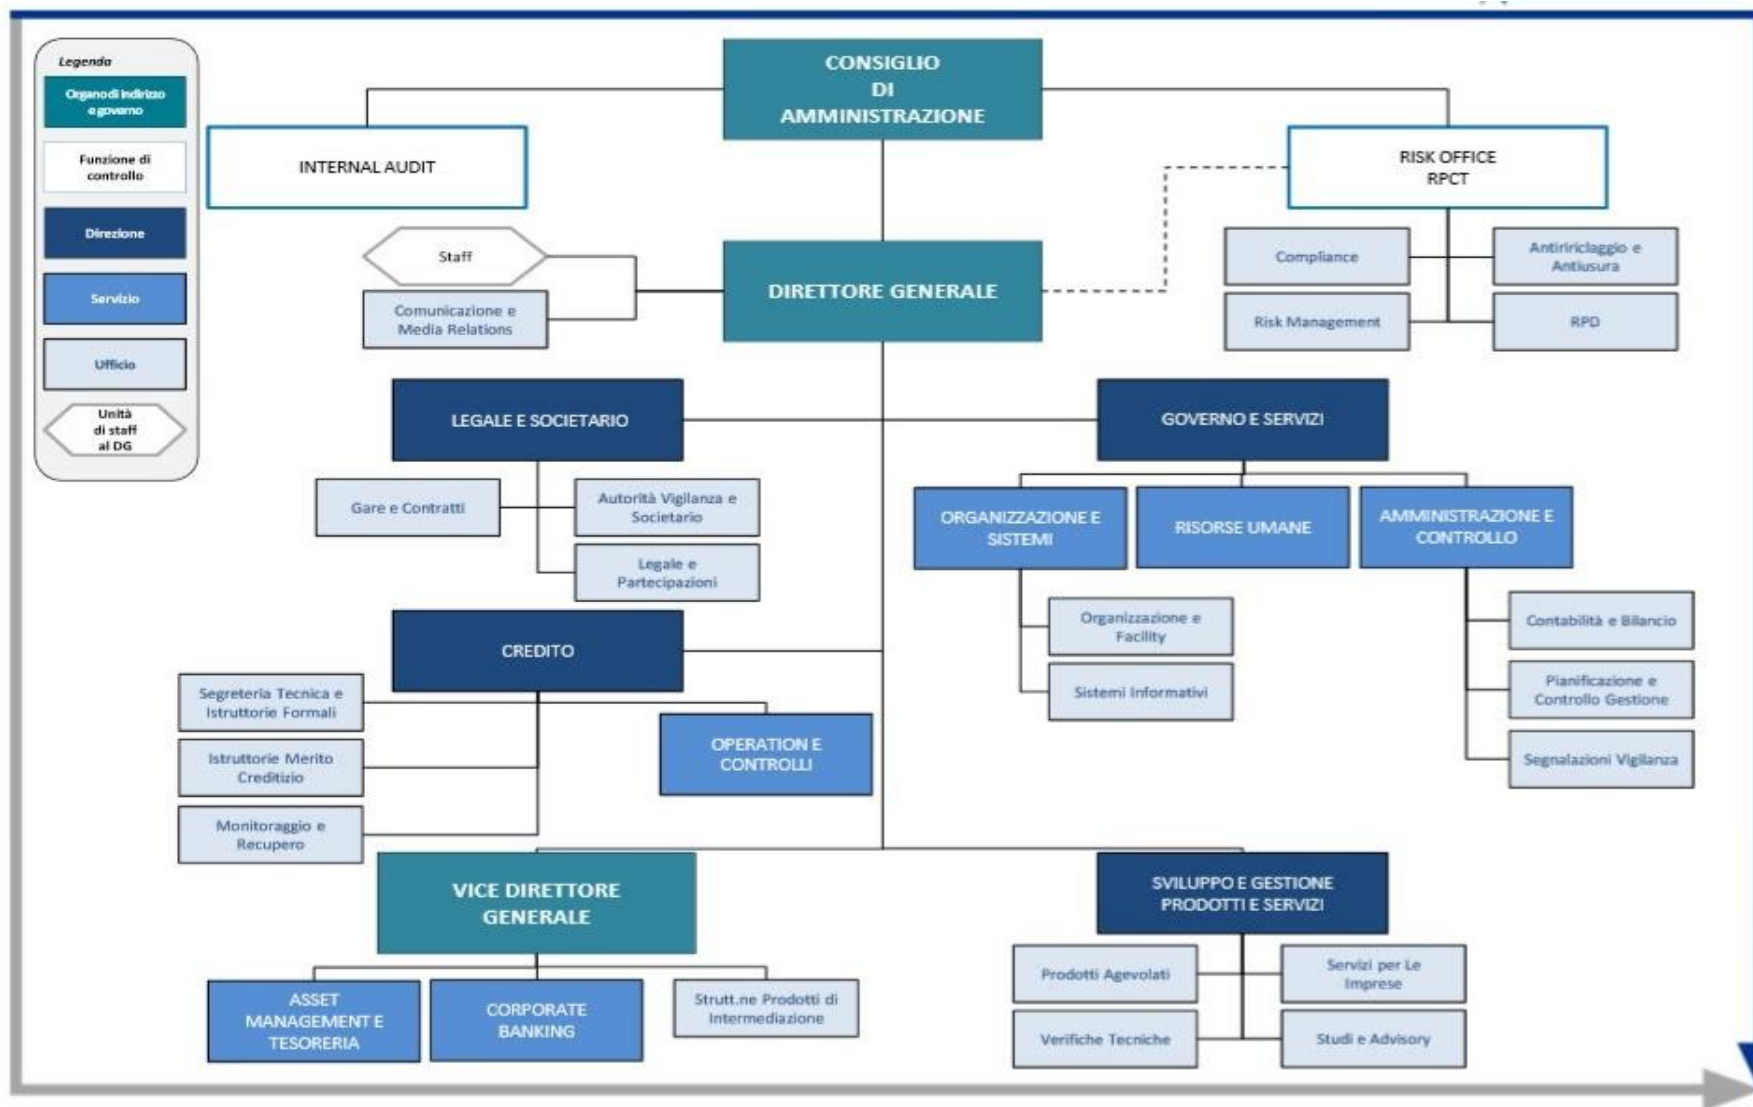 Legenda
Organo di indirizzo
e governo
Funzione di
controllo
Direzione
Servizio
Ufficio
Unità
di staff
al DG
CONSIGLIO
DI
AMMINISTRAZIONE
INTERNAL AUDIT
RISK OFFICE
RPCT
Staff
Comunicazione e
Media Relations
DIRETTORE GENERALE
Compliance
Antiririclaggio e
Antiusura
Risk Management
RPD
LEGALE E SOCIETARIO
GOVERNO E SERVIZI
Gare e Contratti
Autorità Vigilanza e
Societario
Legale e
Partecipazioni
ORGANIZZAZIONE E
SISTEMI
RISORSE UMANE
AMMINISTRAZIONE E
CONTROLLO
Organizzazione e
Facility
Sistemi Informativi
Contabilità e Bilancio
Pianificazione e
Controllo Gestione
Segnalazioni Vigilanza
CREDITO
Segreteria Tecnica e
Istruttorie Formali
Istruttorie Merito
Creditizio
Monitoraggio e
Recupero
OPERATION E
CONTROLLI
VICE DIRETTORE
GENERALE
ASSET
MANAGEMENT E
TESORERIA
CORPORATE
BANKING
Strutt.ne Prodotti di
Intermediazione
SVILUPPO E GESTIONE
PRODOTTI E SERVIZI
Prodotti Agevolati
Servizi per Le
Imprese
Verifiche Tecniche
Studi e Advisory